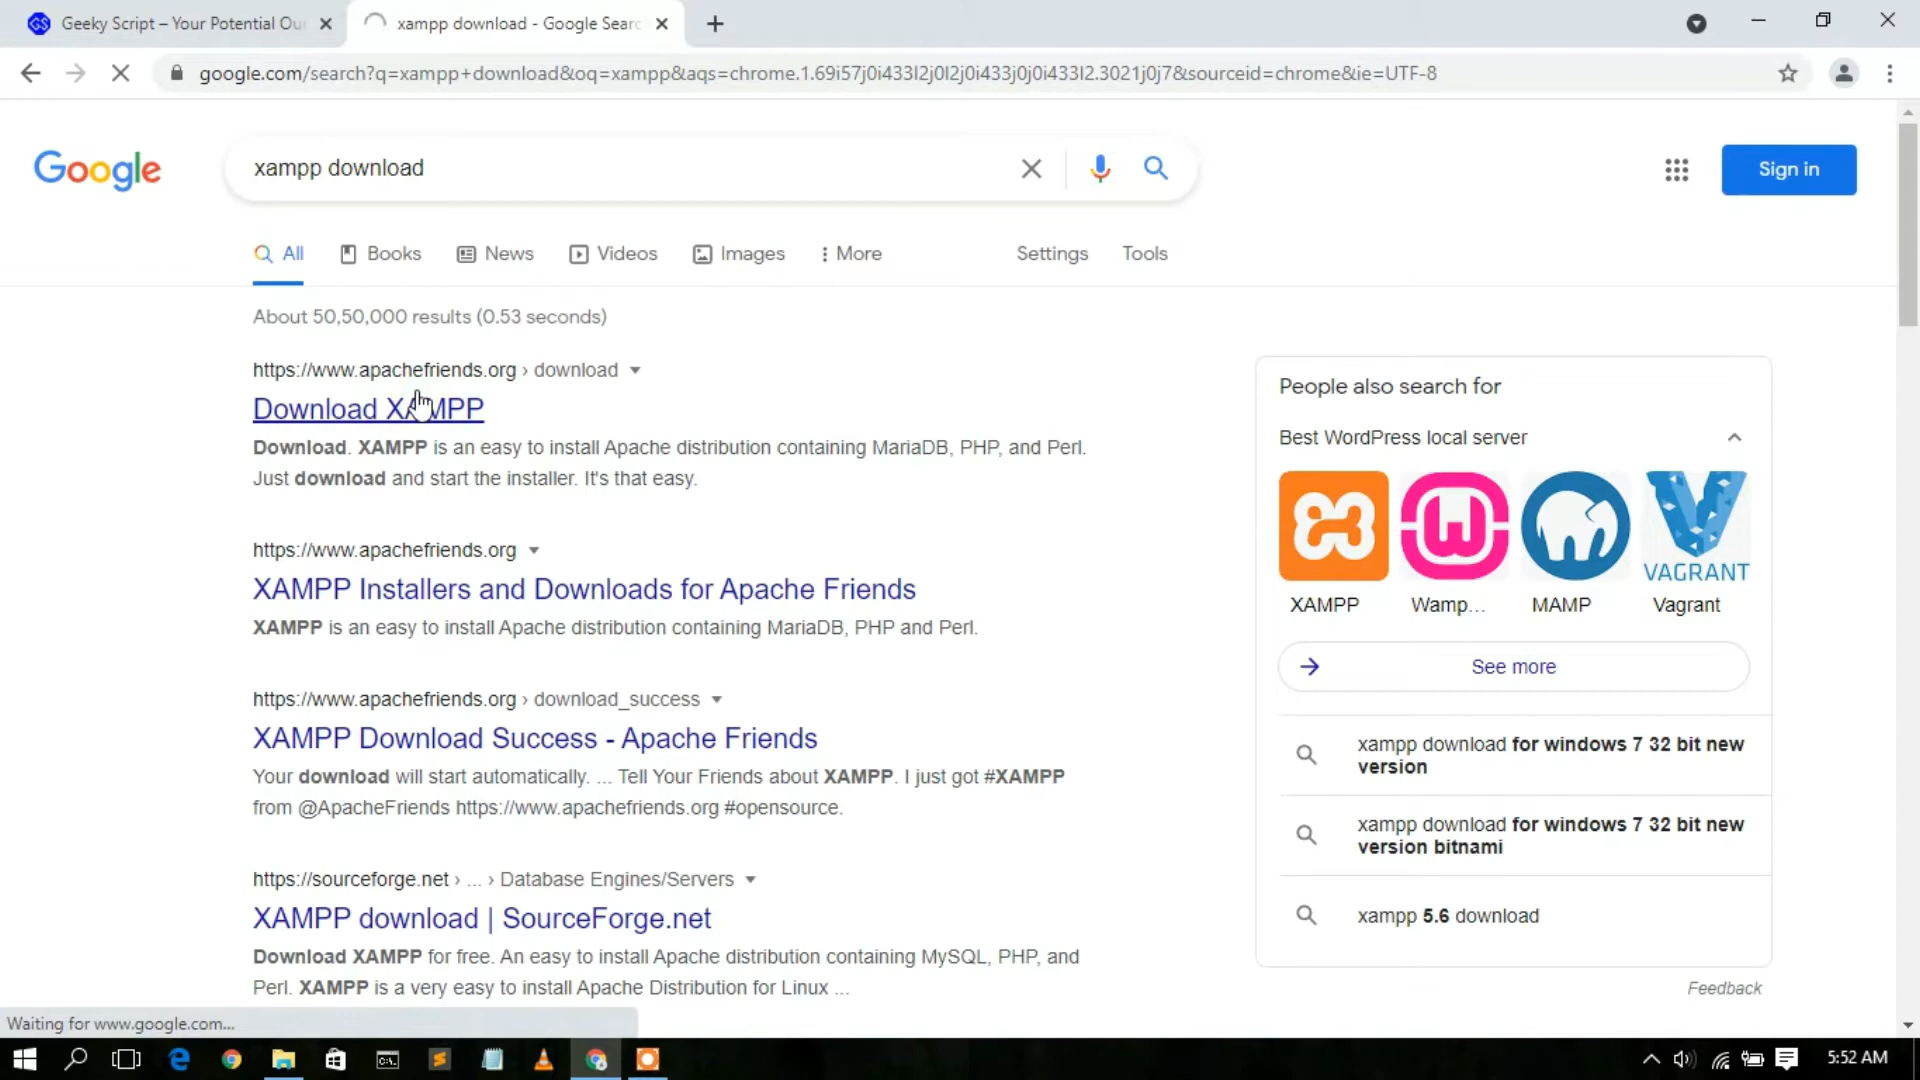 Geeky Script – Your Potential Ou
xampp download - Google Searc
google.com/search?q=xampp+download&oq=xampp&aqs=chrome.1.69i57j0i433l2j0l2j0i433j0j0i433l2.3021j0j7&sourceid=chrome&ie=UTF-8
Google
xampp download
Sign in
All
Books
News
Videos
Images
More
Settings
Tools
About 50,50,000 results (0.53 seconds)
https://www.apachefriends.org › download
Download XAMPP
Download. XAMPP is an easy to install Apache distribution containing MariaDB, PHP, and Perl.
Just download and start the installer. It's that easy.
https://www.apachefriends.org
XAMPP Installers and Downloads for Apache Friends
XAMPP is an easy to install Apache distribution containing MariaDB, PHP and Perl.
https://www.apachefriends.org › download_success
XAMPP Download Success - Apache Friends
Your download will start automatically. ... Tell Your Friends about XAMPP. I just got #XAMPP
from @ApacheFriends https://www.apachefriends.org #opensource.
https://sourceforge.net › ... › Database Engines/Servers
XAMPP download | SourceForge.net
Download XAMPP for free. An easy to install Apache distribution containing MySQL, PHP, and
Perl. XAMPP is a very easy to install Apache Distribution for Linux ...
People also search for
Best WordPress local server
VAGRANT
XAMPP
Wamp...
MAMP
Vagrant
See more
xampp download for windows 7 32 bit new
version
xampp download for windows 7 32 bit new
version bitnami
xampp 5.6 download
Feedback
Waiting for www.google.com...
5:52 AM